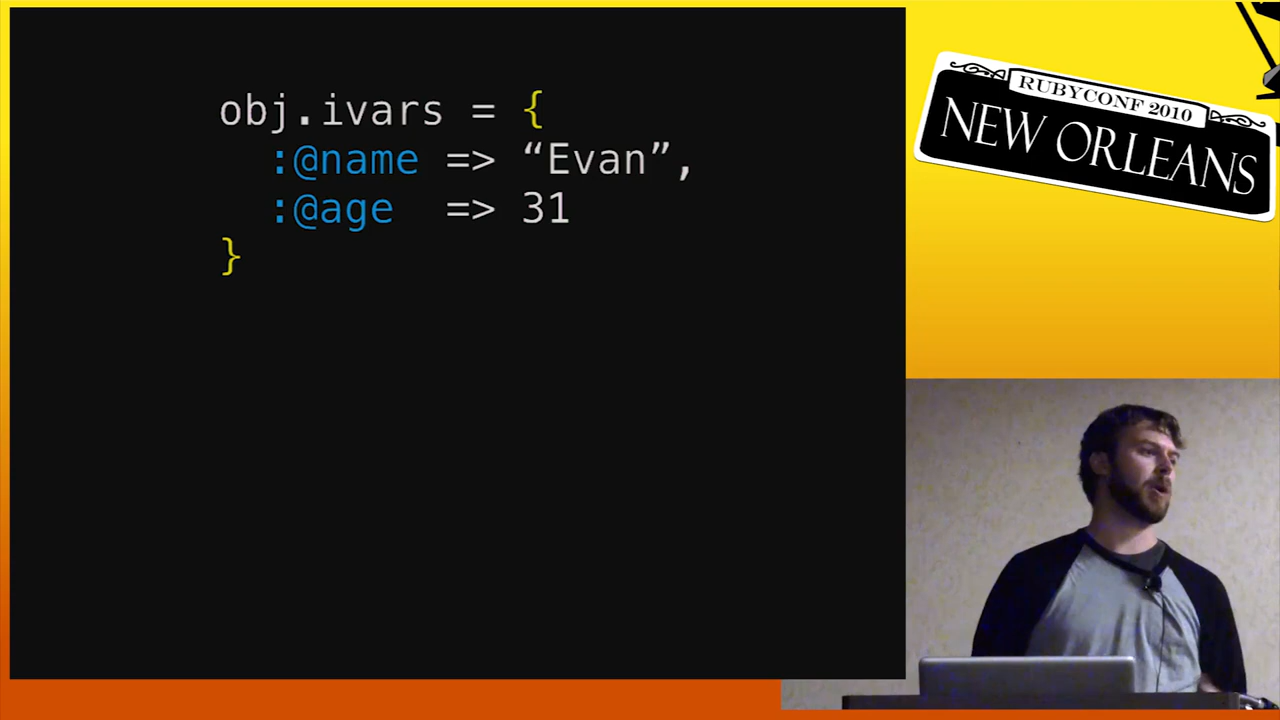 obj.ivars = {
:@name => “Evan”,
:@age => 31
}
RUBYCONF 2010
NEW ORLEANS